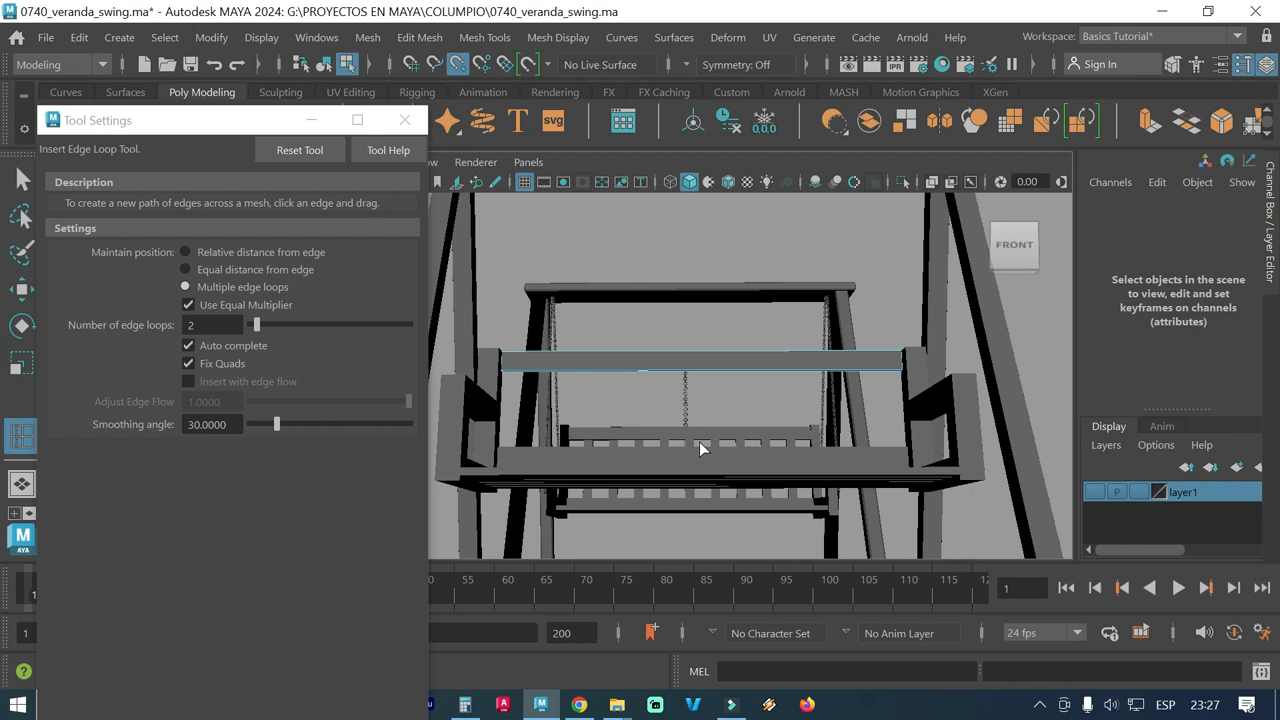 0740_veranda_swing.ma* - Autodesk MAYA 2024: G:\PROYECTOS EN MAYA\COLUMPIO\0740_veranda_swing.ma
File Edit Create Select Modify Display Windows Mesh Edit Mesh Mesh Tools Mesh Display Curves Surfaces Deform UV Generate Cache Arnold Help Workspace: Basics Tutorial*
Modeling No Live Surface Symmetry: Off IPR Sign In
Curves Surfaces Poly Modeling Sculpting UV Editing Rigging Animation Rendering FX FX Caching Custom Arnold MASH Motion Graphics XGen
Tool Settings
T svg 0,0,0
Insert Edge Loop Tool. Reset Tool Tool Help
ow Renderer Panels
Description
0.00
Channels Edit Object Show
Channel Box / Layer Editor
To create a new path of edges across a mesh, click an edge and drag.
Settings
FRONT
Maintain position: Relative distance from edge
Equal distance from edge
Multiple edge loops
Use Equal Multiplier
Number of edge loops: 2
Auto complete
Fix Quads
Insert with edge flow
Adjust Edge Flow 1.0000
Smoothing angle: 30.0000
Select objects in the scene
to view, edit and set
keyframes on channels
(attributes)
Display Anim
Layers Options Help
P layer1
M
AYA
55 60 65 70 75 80 85 90 95 100 105 110 115 12
1 1
1 200 No Character Set No Anim Layer 24 fps
MEL
ESP 23:27